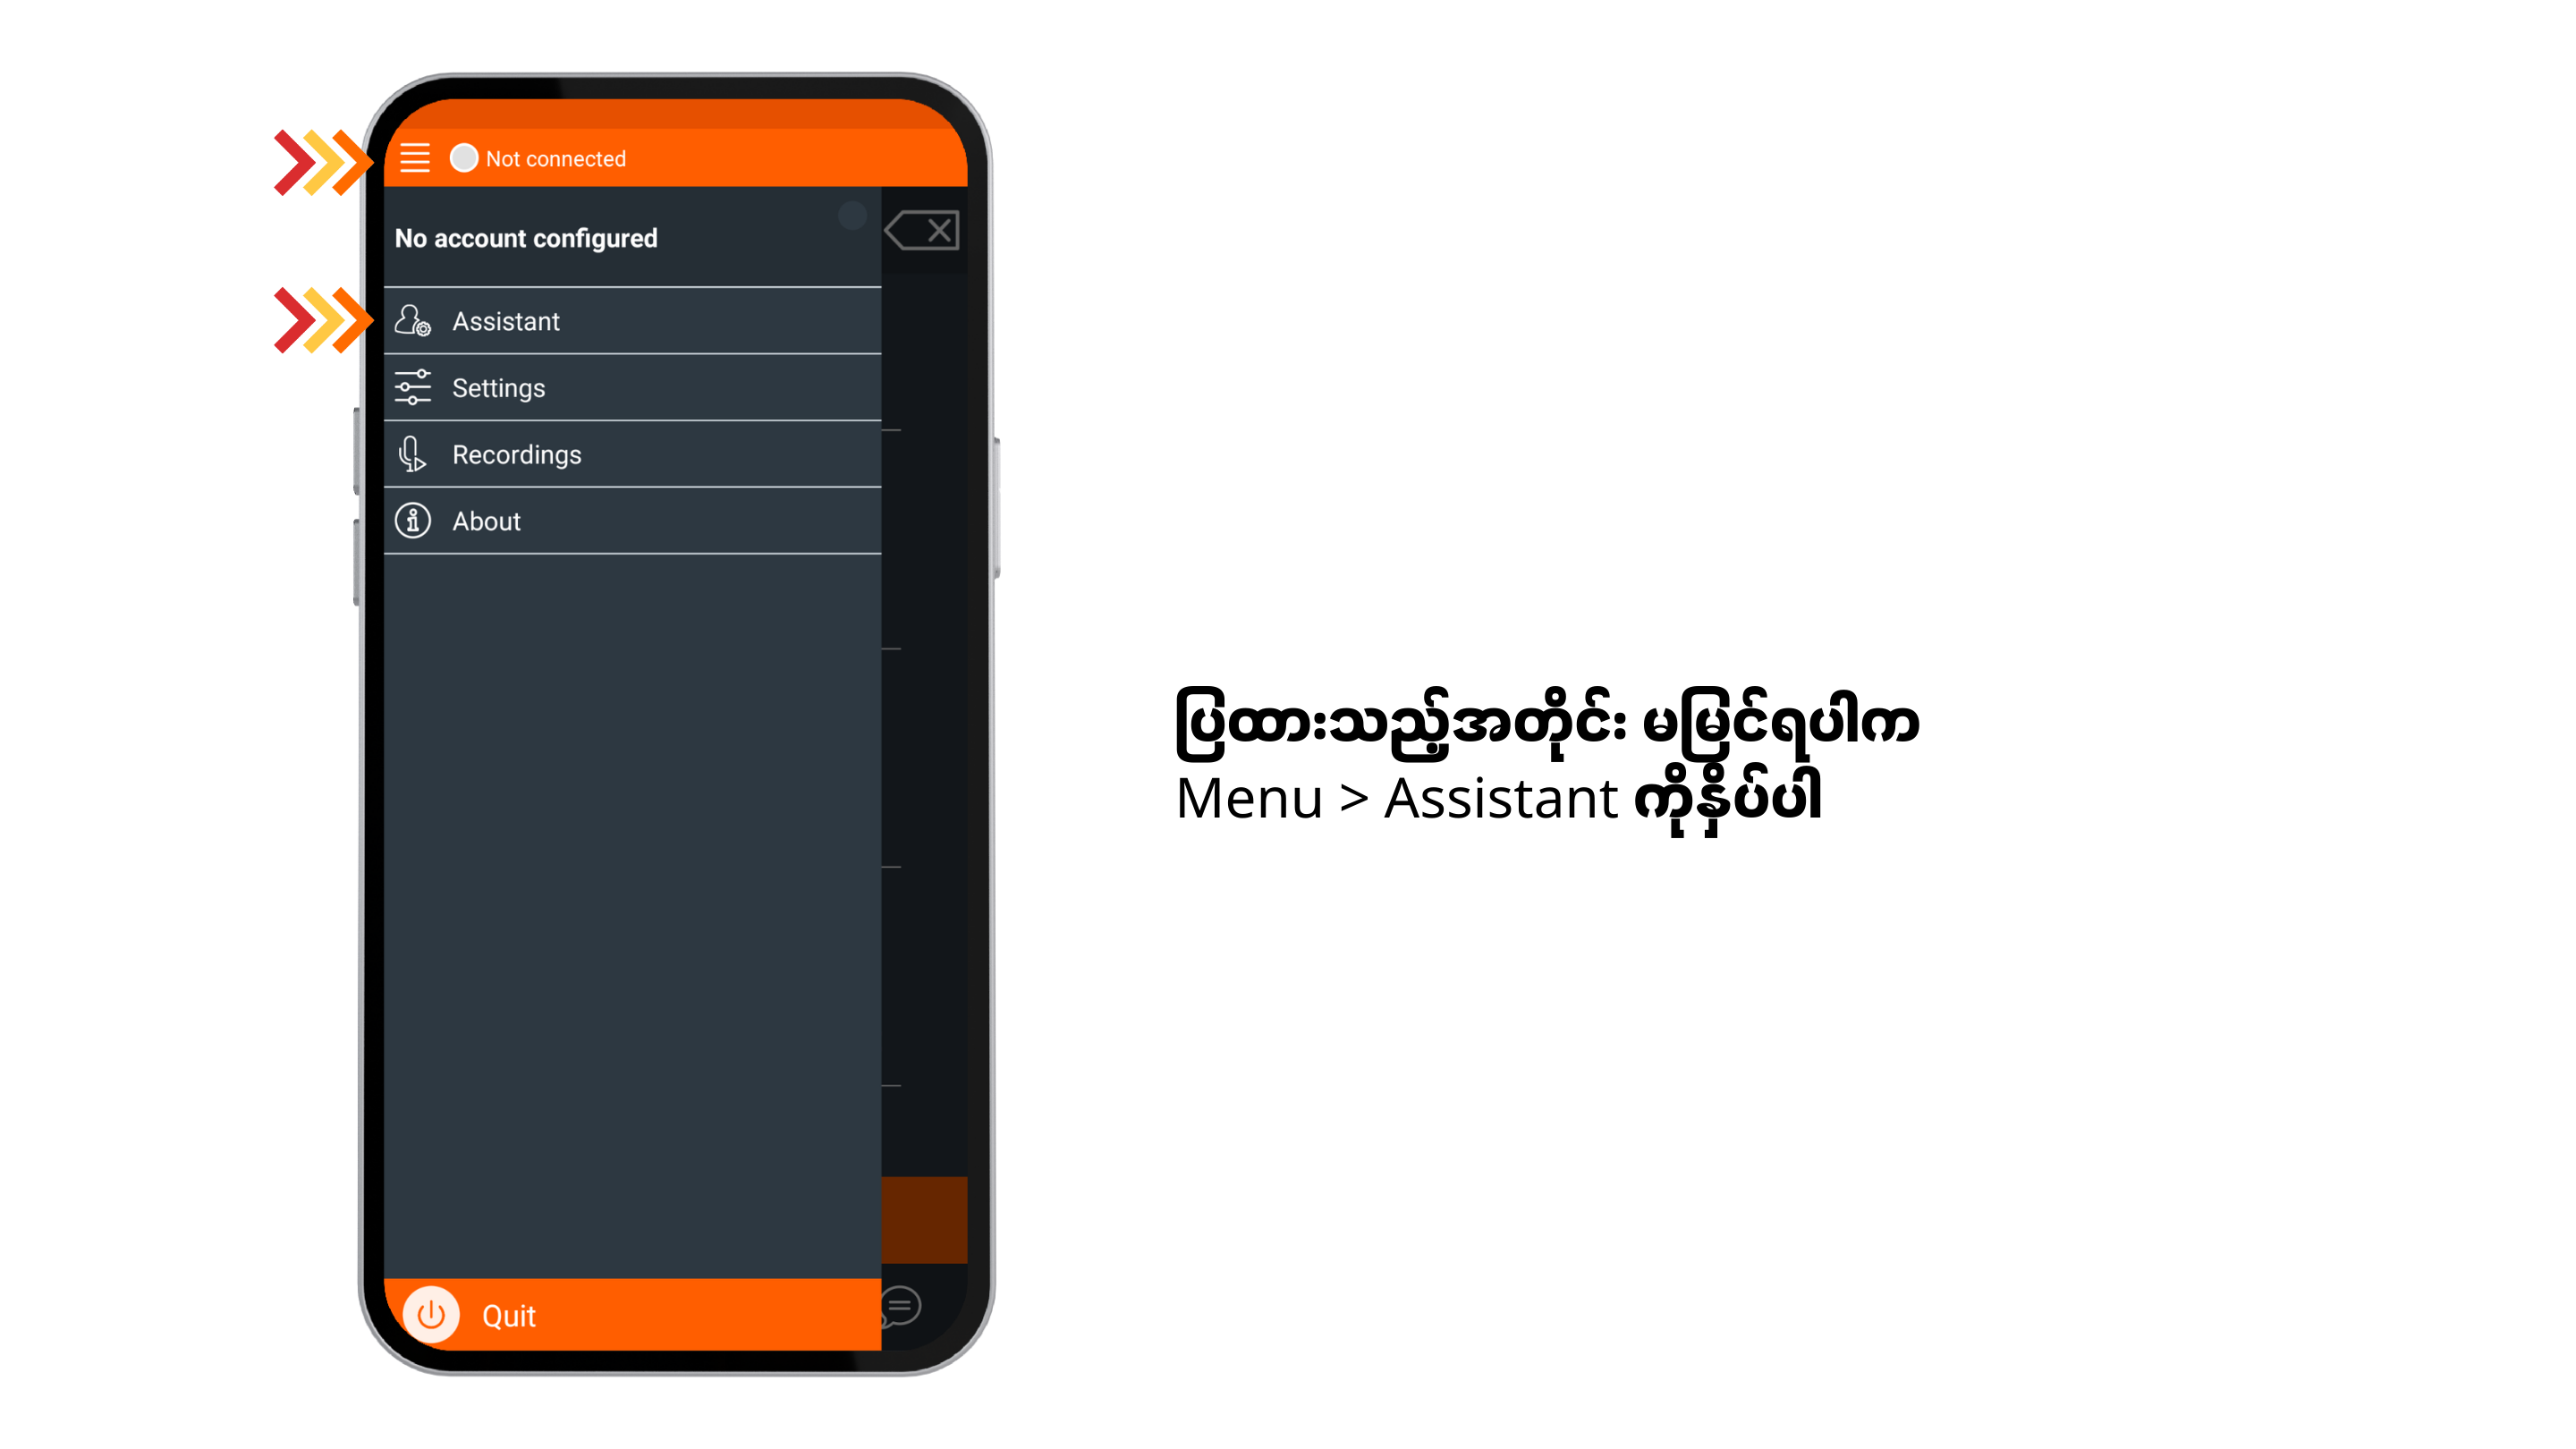 Not connected
No account configured
Assistant
Settings
Recordings
About
Quit
ပြထားသည့်အတိုင်း မမြင်ရပါက
Menu > Assistant ကိုနှိပ်ပါ